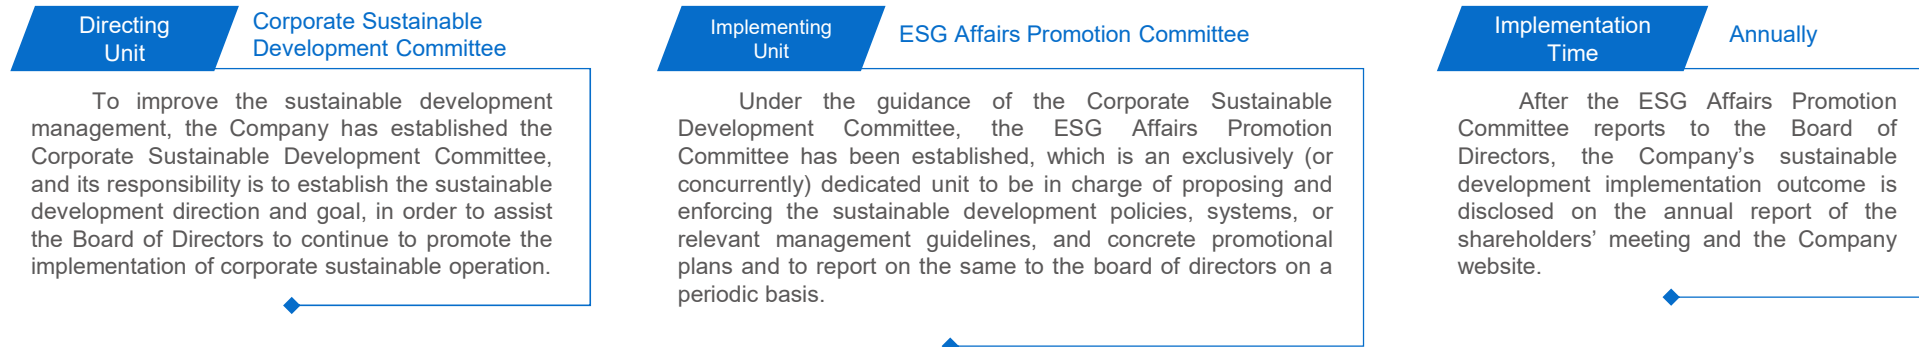 Directing
Unit
Corporate Sustainable
Development Committee
To improve the sustainable development
management, the Company has established the
Corporate Sustainable Development Committee,
and its responsibility is to establish the sustainable
development direction and goal, in order to assist
the Board of Directors to continue to promote the
implementation of corporate sustainable operation.
Implementing
Unit
ESG Affairs Promotion Committee
Under the guidance of the Corporate Sustainable
Development Committee, the ESG Affairs Promotion
Committee has been established, which is an exclusively (or
concurrently) dedicated unit to be in charge of proposing and
enforcing the sustainable development policies, systems, or
relevant management guidelines, and concrete promotional
plans and to report on the same to the board of directors on a
periodic basis.
Implementation
Time
Annually
After the ESG Affairs Promotion
Committee reports to the Board of
Directors, the Company’s sustainable
development implementation outcome is
disclosed on the annual report of the
shareholders’ meeting and the Company
website.